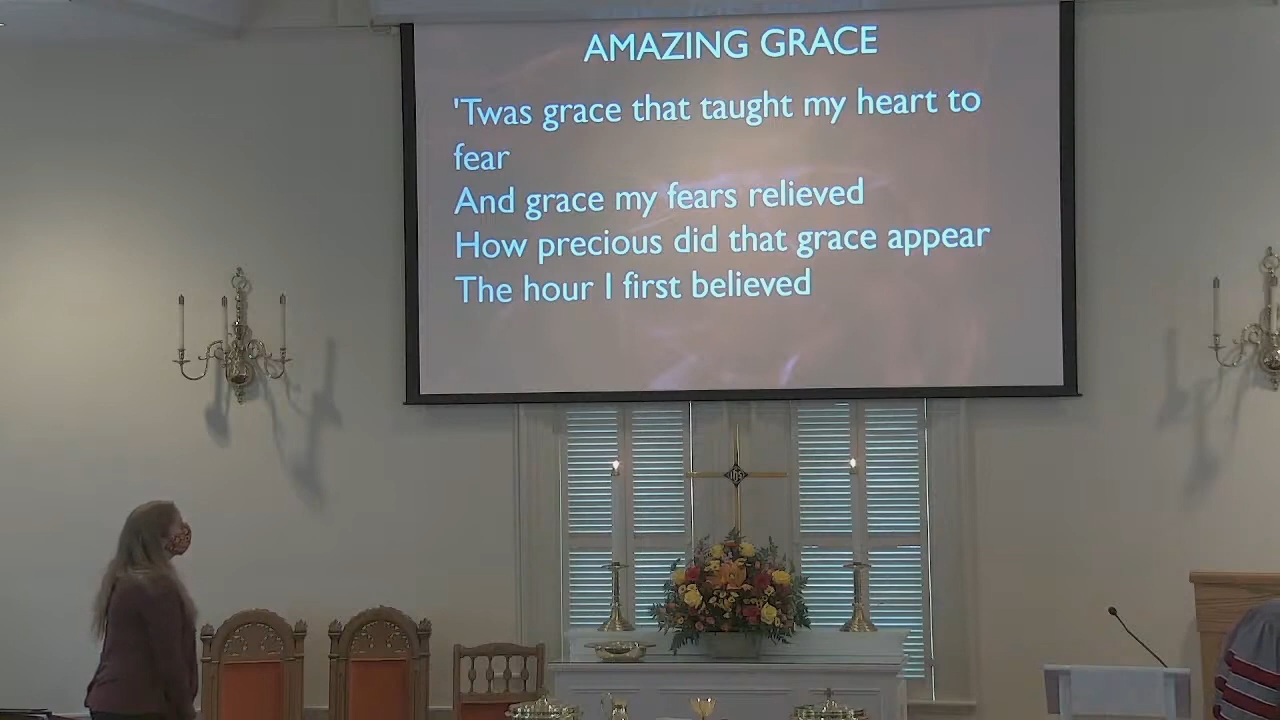 AMAZING GRACE
'Twas grace that taught my heart to
fear
And grace my fears relieved
How precious did that grace appear
The hour I first believed
IHS